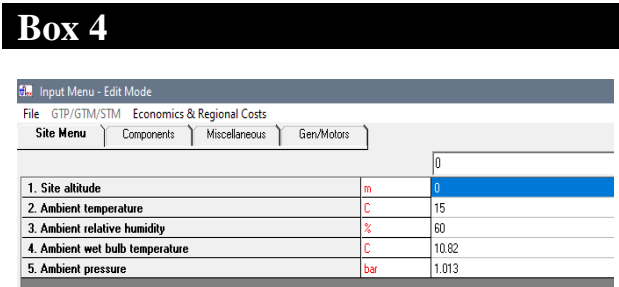 Box 4
Input Menu - Edit Mode
File GTP/GTM/STM Economics & Regional Costs
Site Menu Components Miscellaneous Gen/Motors
0
1. Site altitude m 0
2. Ambient temperature C 15
3. Ambient relative humidity % 60
4. Ambient wet bulb temperature C 10.82
5. Ambient pressure bar 1.013